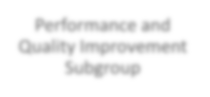 Performance and
Quality Improvement
Subgroup